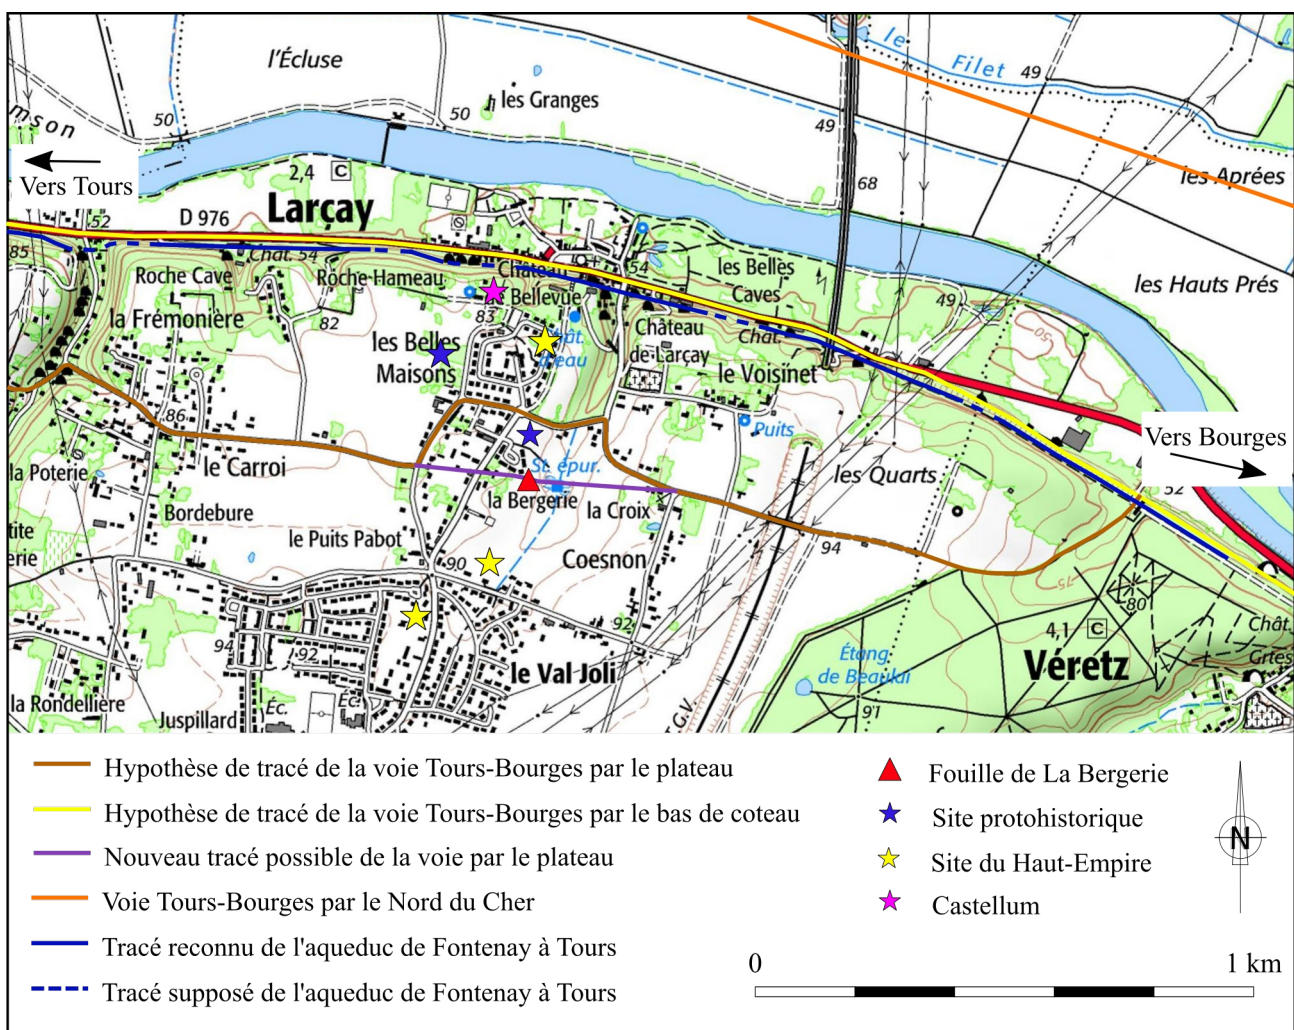 l'Écluse
les Granges
le
Filet
49
50
50
49
68
les Aprées
Vers Tours
2,4
C
Larçay
D 976
52
85
54
Chat. 54
Roche Cave
Roche-Hameau
Château
de Bellevue
les Belles
Caves
49
les Hauts Prés
50
la Frémonière
82
83
les Belles
Maisons
Chât.
d'eau
Château
de Larçay
Chat.
le Voisinet
86
Puits
Vers Bourges
52
la Poterie
le Carroi
St. épur.
la Bergerie
la Croix
les Quarts
Bordebure
le Puits Pabot
94
90
Coesnon
75
80
92
4,1
C
Véretz
Chât.
Grtes
94
92
le Val Joli
Étang
de Beaulieu
91
la Rondellière
Juspillard
Éc.
Éc.
T.G.V.
Hypothèse de tracé de la voie Tours-Bourges par le plateau
Hypothèse de tracé de la voie Tours-Bourges par le bas de coteau
Nouveau tracé possible de la voie par le plateau
Voie Tours-Bourges par le Nord du Cher
Tracé reconnu de l'aqueduc de Fontenay à Tours
Tracé supposé de l'aqueduc de Fontenay à Tours
Fouille de La Bergerie
Site protohistorique
Site du Haut-Empire
Castellum
N
0
1 km